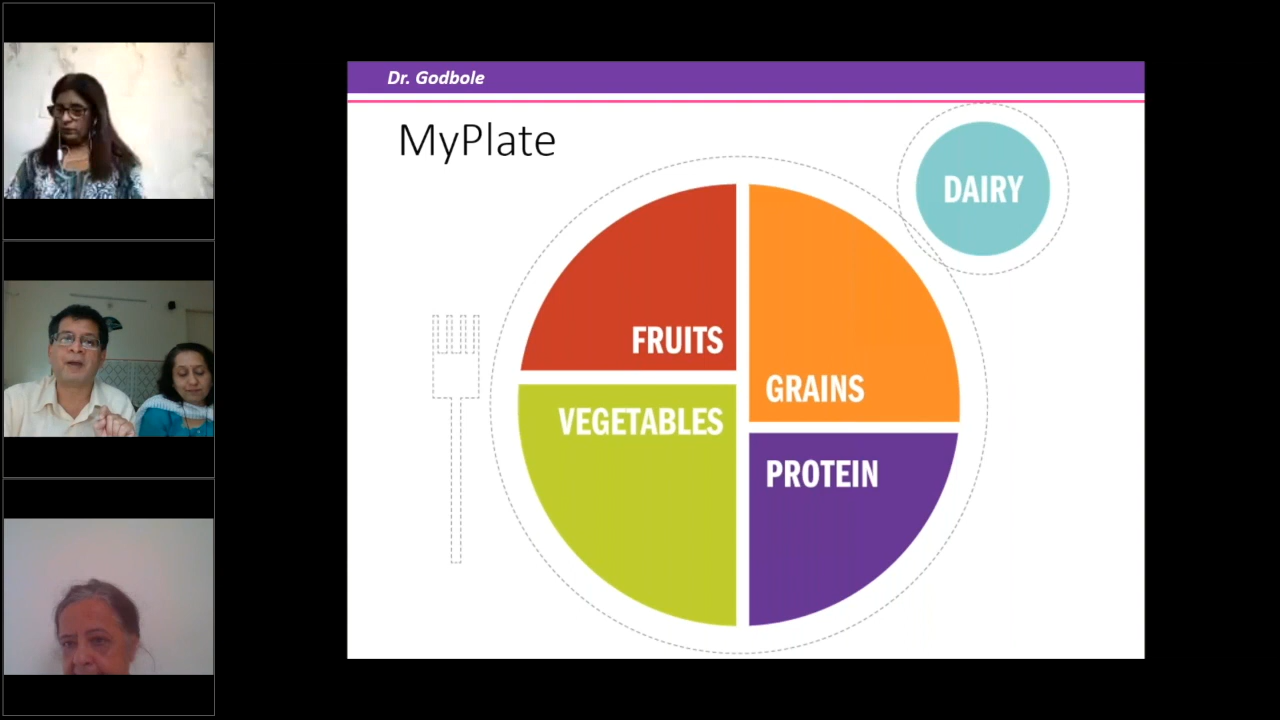 Dr. Godbole
MyPlate
DAIRY
FRUITS
GRAINS
VEGETABLES
PROTEIN